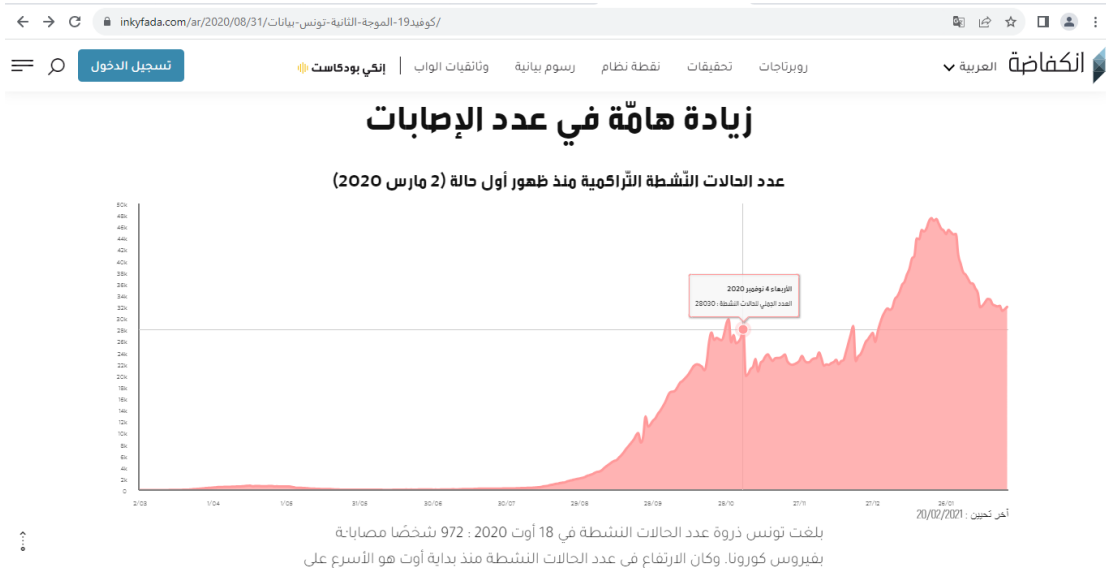 inkyfada.com/ar/2020/08/31/كوفيد19-الموجة-الثانية-تونس-بيانات/
انكفاضة
العربية
روبرتاجات
تحقيقات
نقطة نظام
رسوم بيانية
وثائقيات الواب
إنكي بودكاست
تسجيل الدخول
زيادة هامّة في عدد الإصابات
عدد الحالات النّشطة التّراكمية منذ ظهور أول حالة (2 مارس 2020)
50k
48k
46k
44k
42k
40k
38k
36k
34k
32k
30k
28k
26k
24k
22k
20k
18k
16k
14k
12k
10k
8k
6k
4k
2k
0
الأربعاء 4 نوفمبر 2020
العدد الجملي للحالات النشطة : 28030
2/03
1/04
1/05
31/05
30/06
30/07
29/08
28/09
28/10
27/11
27/12
26/01
آخر تحيين : 20/02/2021
بلغت تونس ذروة عدد الحالات النشطة في 18 أوت 2020 : 972 شخصًا مصابا-ة
بفيروس كورونا. وكان الارتفاع في عدد الحالات النشطة منذ بداية أوت هو الأسرع على